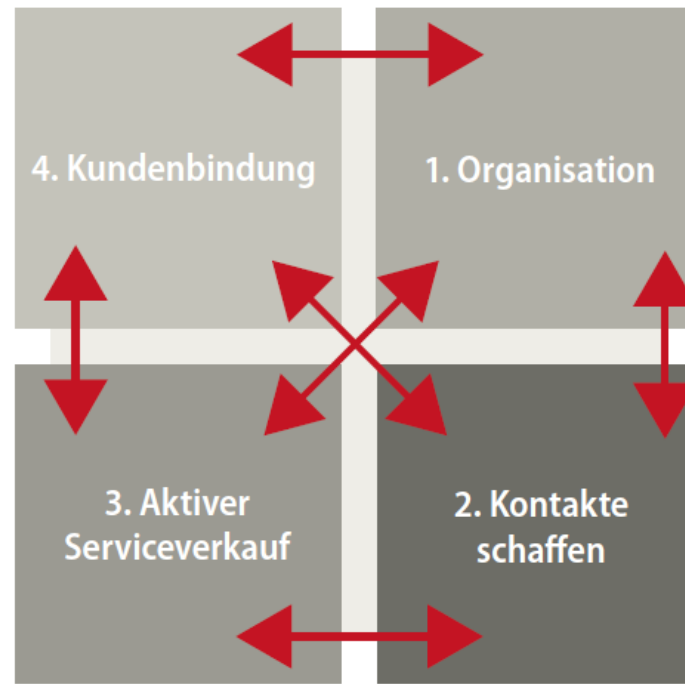 4. Kundenbindung
1. Organisation
3. Aktiver
Serviceverkauf
2. Kontakte
schaffen